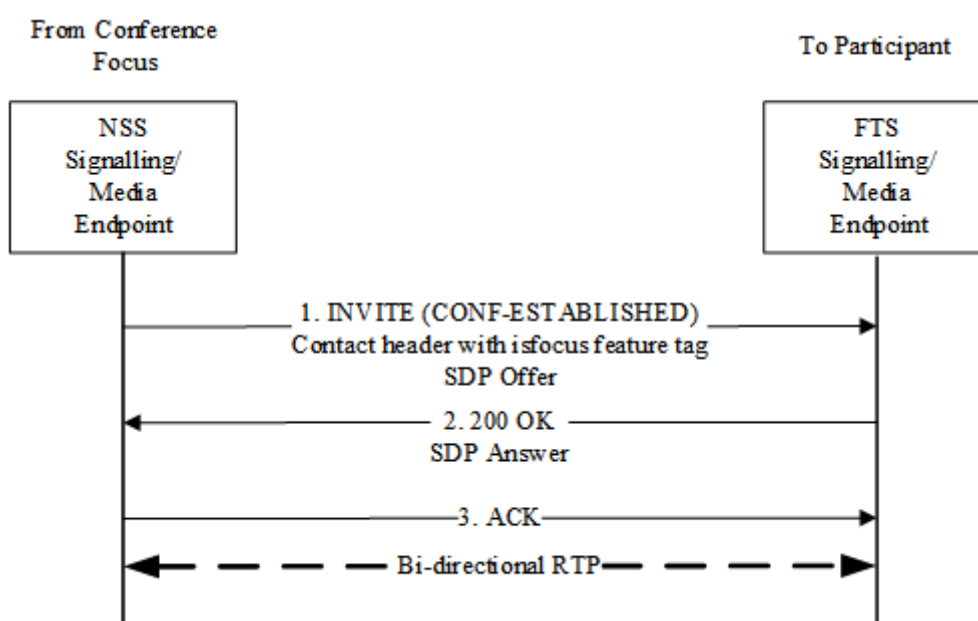 From Conference
Focus
To Participant
NSS
Signalling/
Media
Endpoint
FTS
Signalling/
Media
Endpoint
1. INVITE (CONF-ESTABLISHED)
Contact header with isfocus feature tag
SDP Offer
2. 200 OK
SDP Answer
3. ACK
Bi-directional RTP